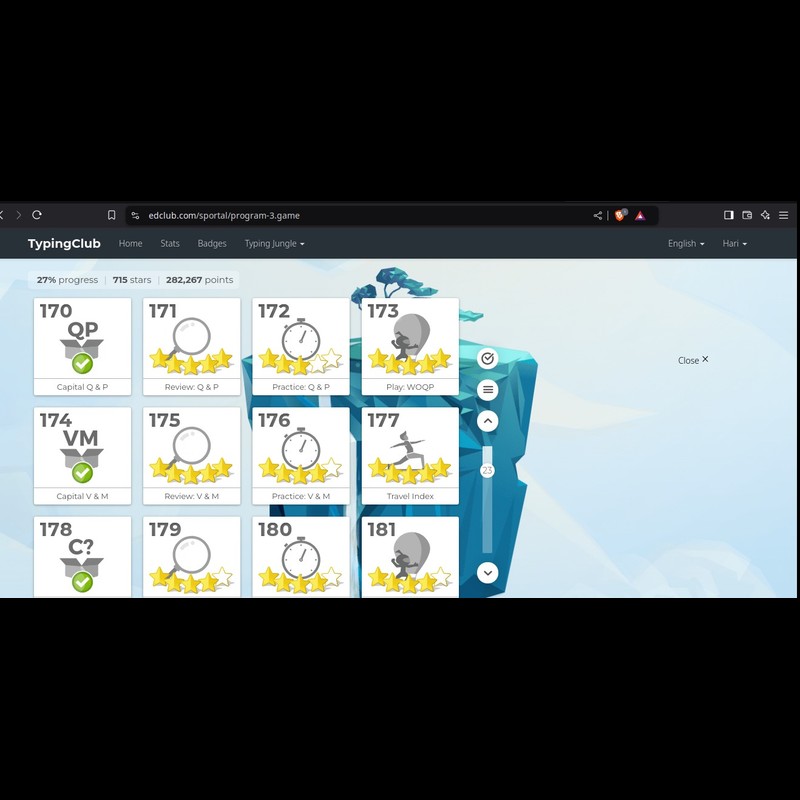 edclub.com/sportal/program-3.game
TypingClub Home Stats Badges Typing Jungle English Hari
27% progress | 715 stars | 282,267 points
170 171 172 173
QP
Capital Q & P Review: Q & P Practice: Q & P Play: WOQP
Close ×
174 175 176 177
VM
Capital V & M Review: V & M Practice: V & M Travel Index
23
178 179 180 181
C?